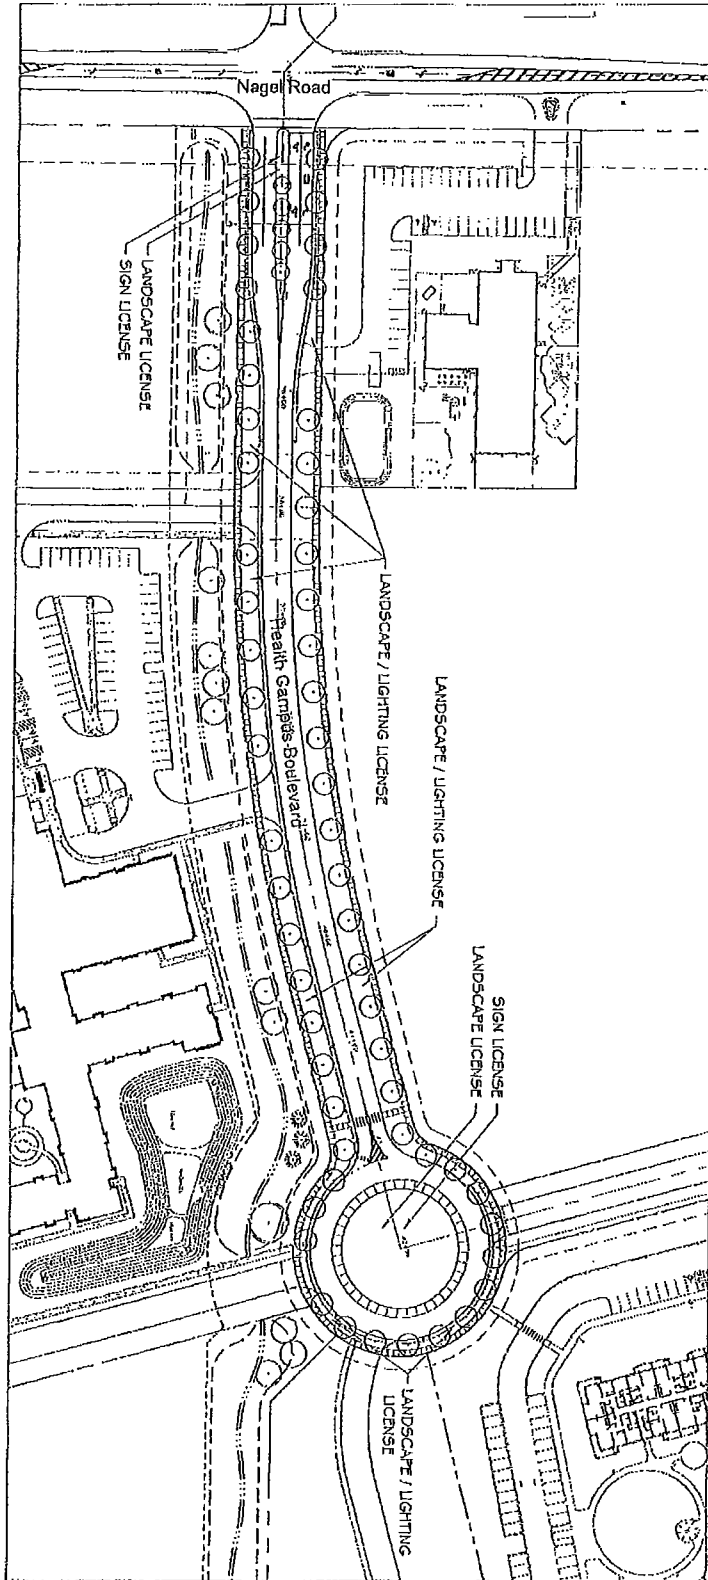 Nagel Road
LANDSCAPE LICENSE
SIGN LICENSE
LANDSCAPE / LIGHTING LICENSE
Health Campus Boulevard
LANDSCAPE / LIGHTING LICENSE
SIGN LICENSE
LANDSCAPE LICENSE
LANDSCAPE / LIGHTING
LICENSE